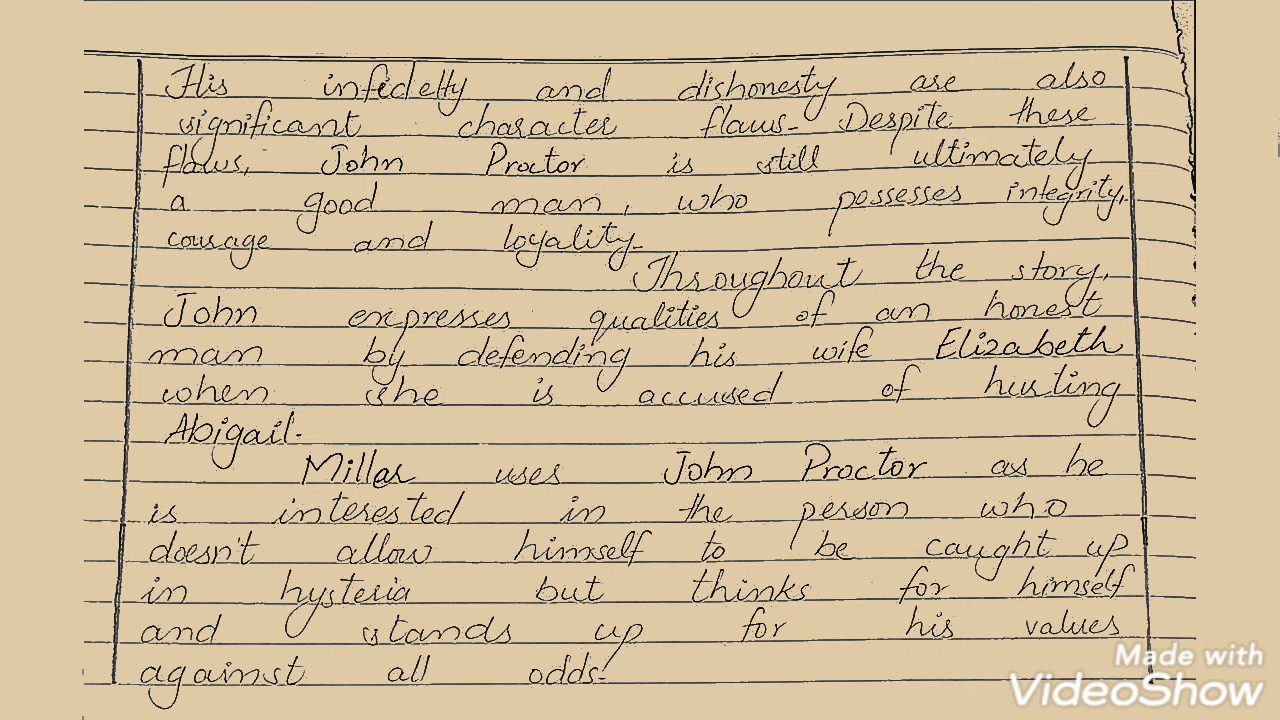 His infidelty and dishonesty are also
significant character flaws. Despite these
flaws, John Proctor is still ultimately
a good man, who possesses integrity,
courage and loyality.
Throughout the story,
John expresses qualities of an honest
man by defending his wife Elizabeth
when she is accused of hurting
Abigail.
Miller uses John Proctor as he
is interested in the person who
doesn't allow himself to be caught up
in hysteria but thinks for himself
and stands up for his values
against all odds.
Made with
VideoShow